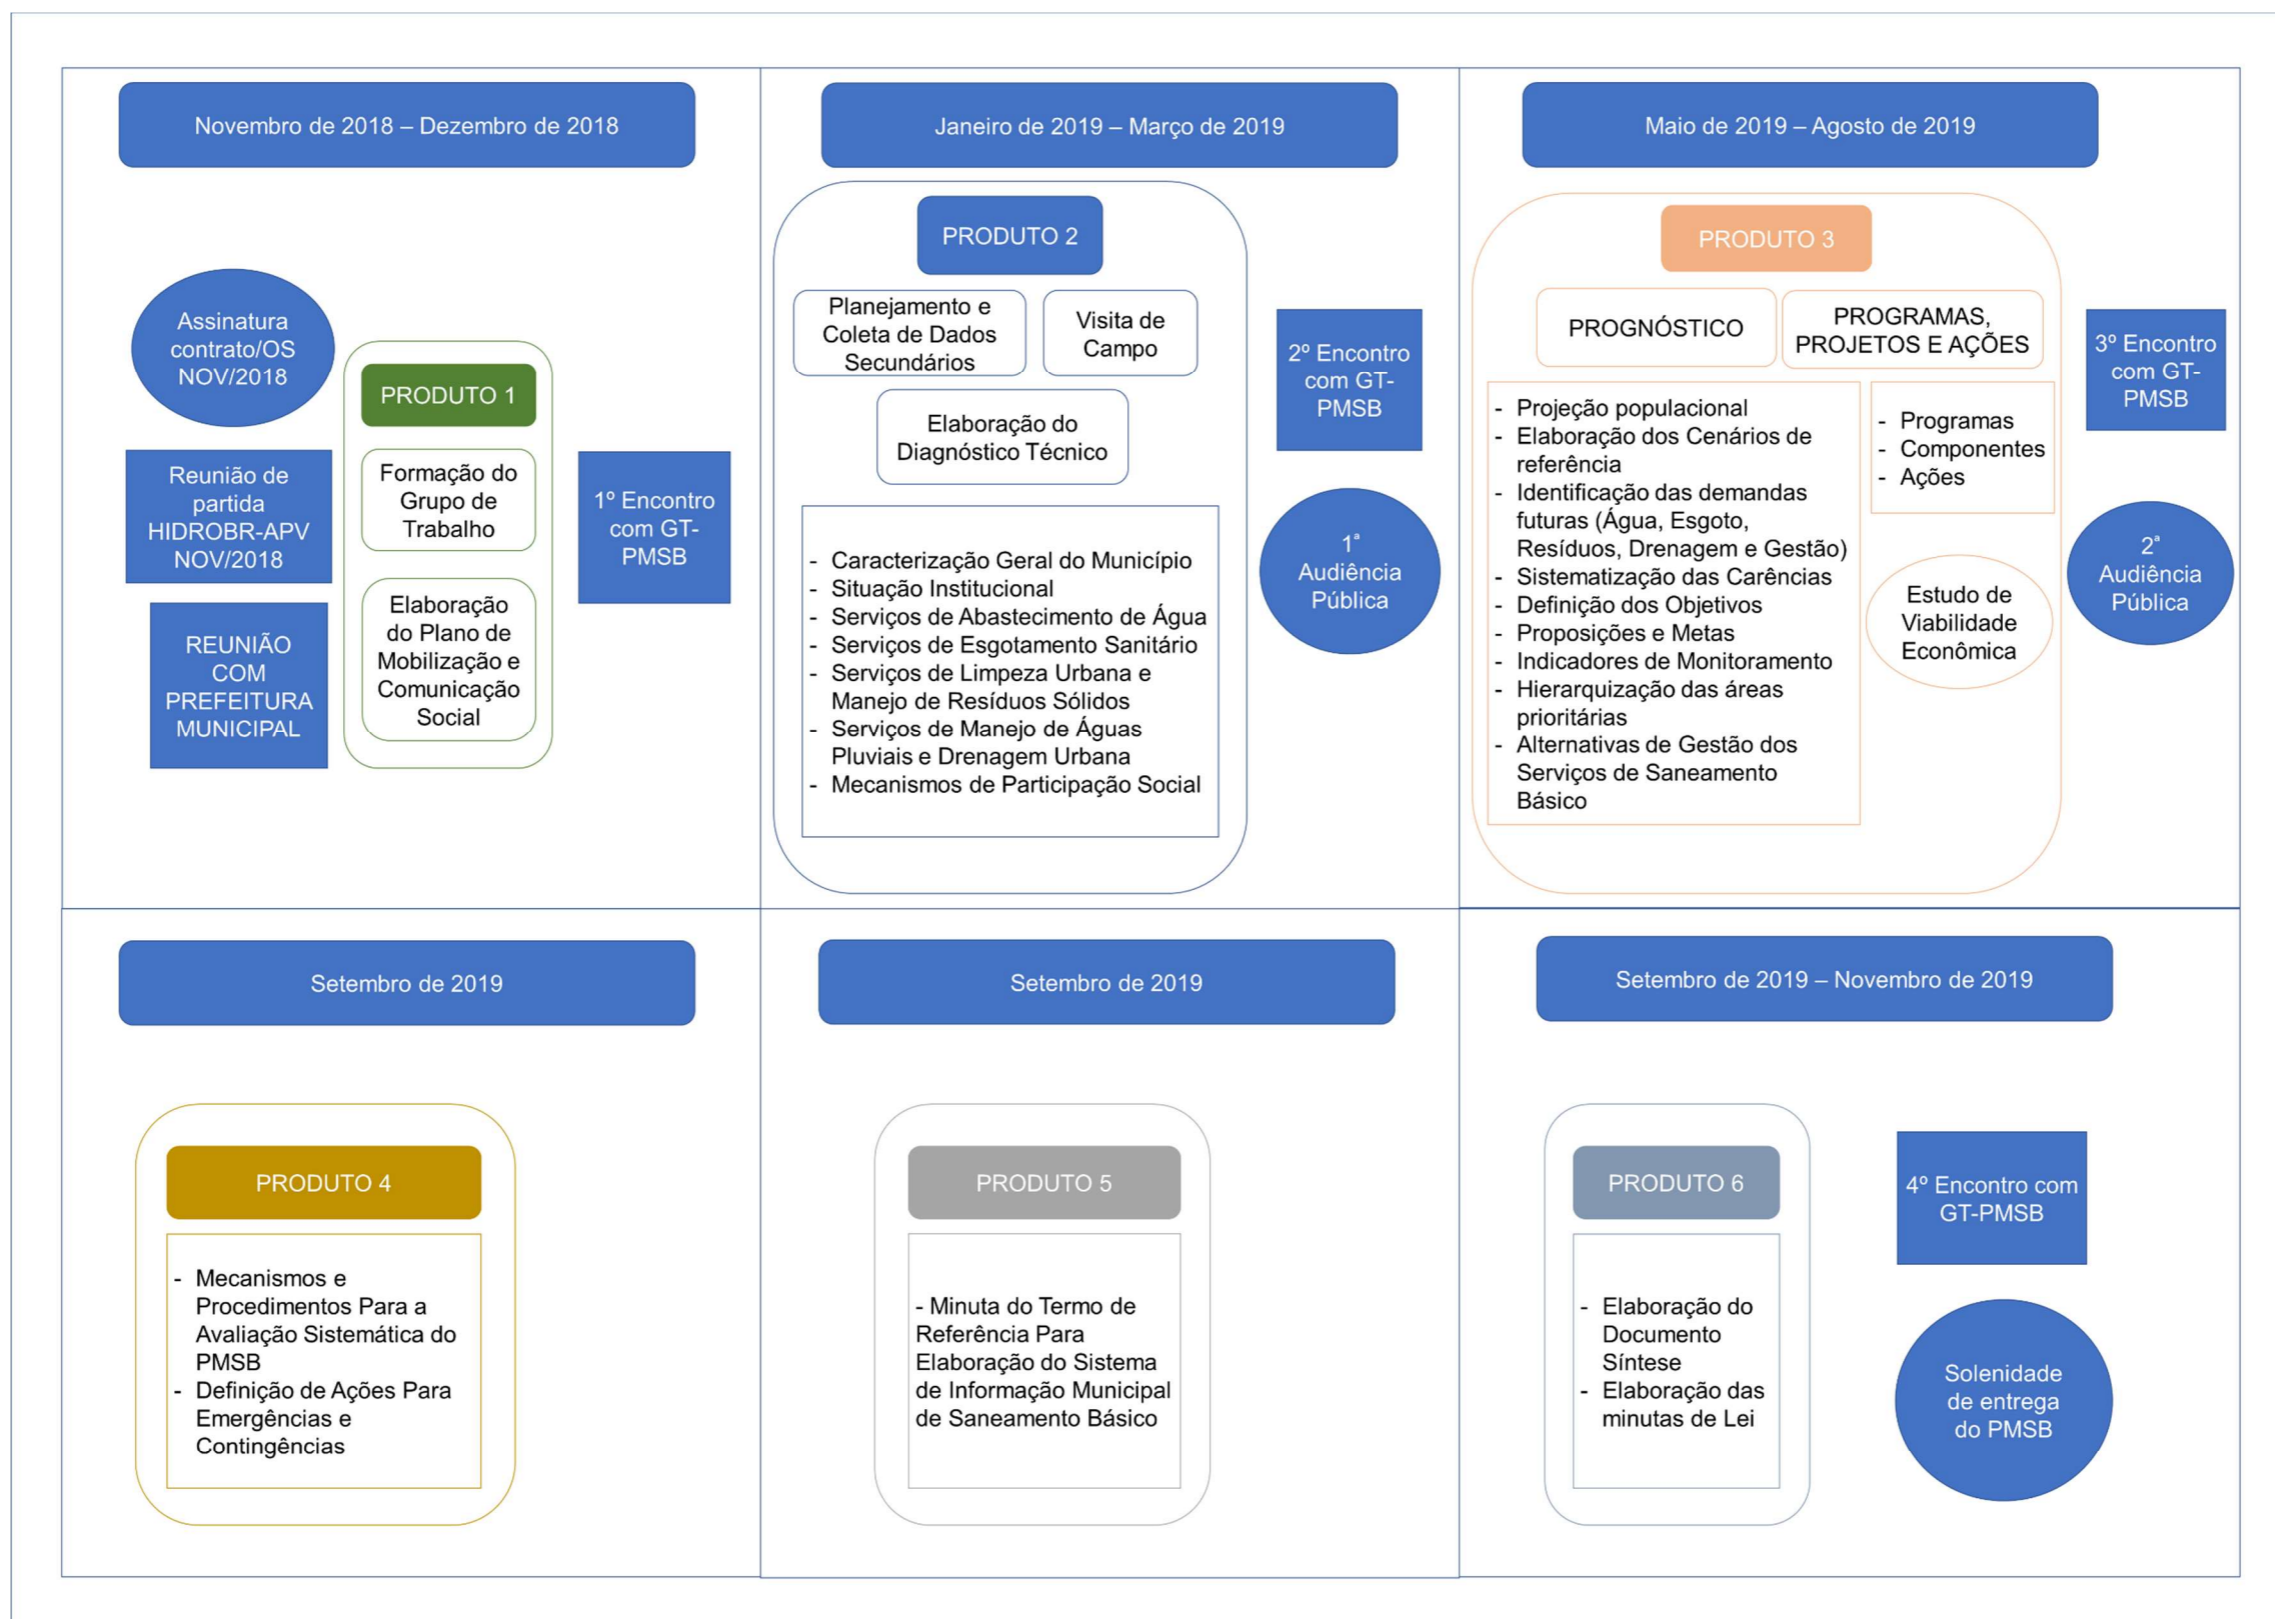 Novembro de 2018 – Dezembro de 2018
Assinatura
contrato/OS
NOV/2018
Reunião de
partida
HIDROBR-APV
NOV/2018
REUNIÃO
COM
PREFEITURA
MUNICIPAL
PRODUTO 1
Formação do
Grupo de
Trabalho
Elaboração
do Plano de
Mobilização e
Comunicação
Social
1º Encontro
com GT-
PMSB
Janeiro de 2019 – Março de 2019
PRODUTO 2
Planejamento e
Coleta de Dados
Secundários
Visita de
Campo
Elaboração do
Diagnóstico Técnico
- Caracterização Geral do Município
- Situação Institucional
- Serviços de Abastecimento de Água
- Serviços de Esgotamento Sanitário
- Serviços de Limpeza Urbana e
Manejo de Resíduos Sólidos
- Serviços de Manejo de Águas
Pluviais e Drenagem Urbana
- Mecanismos de Participação Social
2º Encontro
com GT-
PMSB
1ª
Audiência
Pública
Maio de 2019 – Agosto de 2019
PRODUTO 3
PROGNÓSTICO
PROGRAMAS,
PROJETOS E AÇÕES
- Projeção populacional
- Elaboração dos Cenários de
referência
- Identificação das demandas
futuras (Água, Esgoto,
Resíduos, Drenagem e Gestão)
- Sistematização das Carências
- Definição dos Objetivos
- Proposições e Metas
- Indicadores de Monitoramento
- Hierarquização das áreas
prioritárias
- Alternativas de Gestão dos
Serviços de Saneamento
Básico
- Programas
- Componentes
- Ações
Estudo de
Viabilidade
Econômica
3º Encontro
com GT-
PMSB
2ª
Audiência
Pública
Setembro de 2019
PRODUTO 4
- Mecanismos e
Procedimentos Para a
Avaliação Sistemática do
PMSB
- Definição de Ações Para
Emergências e
Contingências
Setembro de 2019
PRODUTO 5
- Minuta do Termo de
Referência Para
Elaboração do Sistema
de Informação Municipal
de Saneamento Básico
Setembro de 2019 – Novembro de 2019
PRODUTO 6
- Elaboração do
Documento
Síntese
- Elaboração das
minutas de Lei
4º Encontro com
GT-PMSB
Solenidade
de entrega
do PMSB